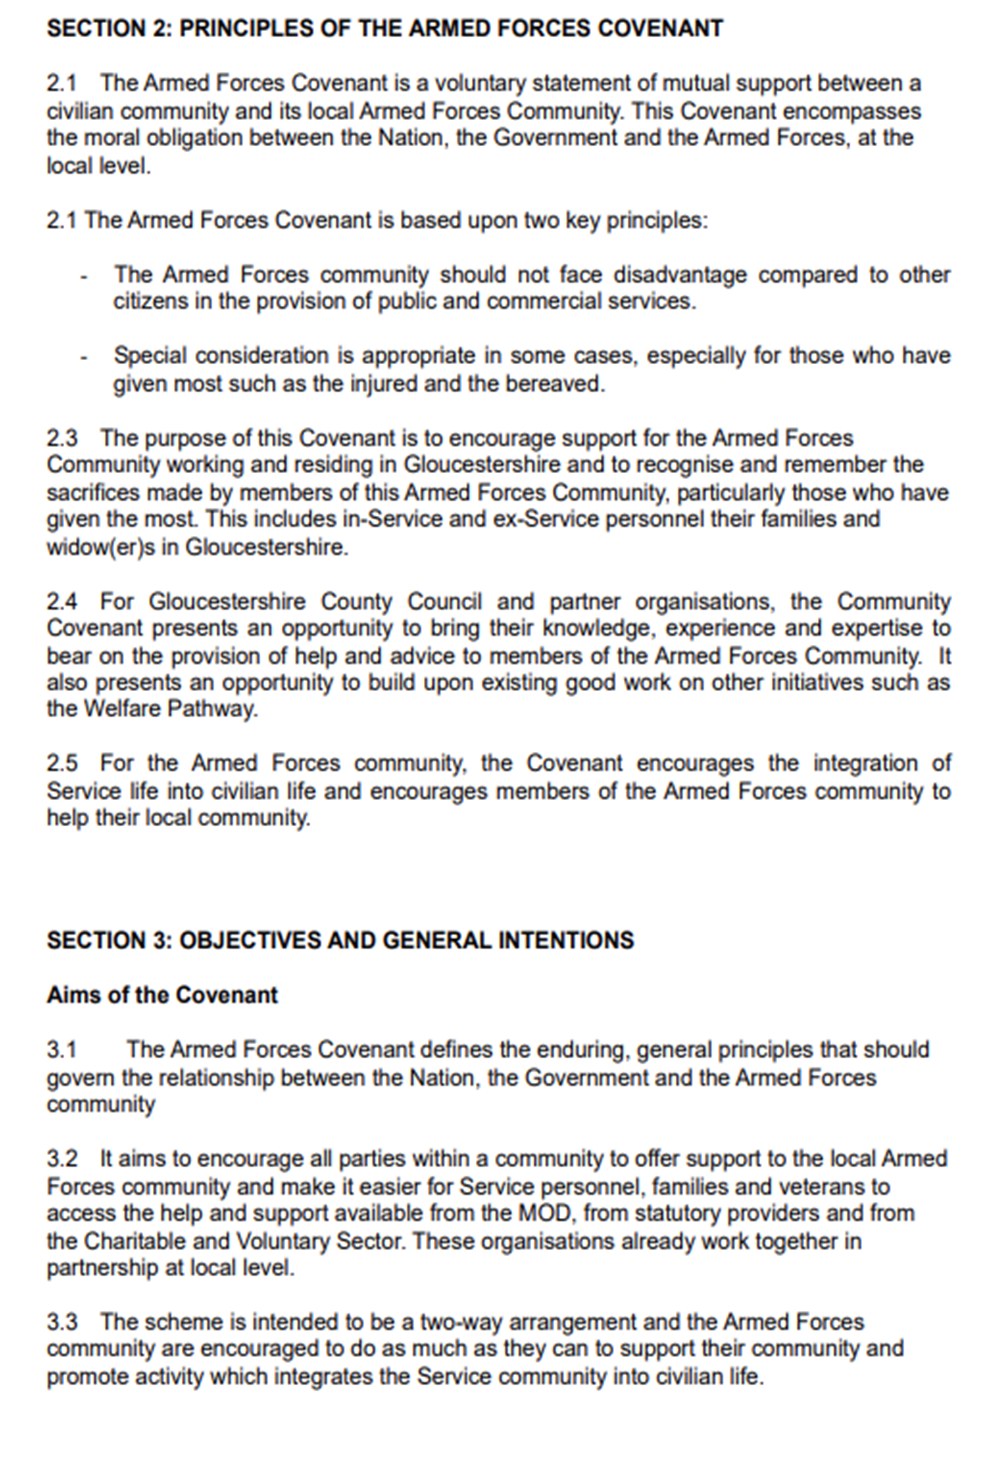 SECTION 2: PRINCIPLES OF THE ARMED FORCES COVENANT
2.1 The Armed Forces Covenant is a voluntary statement of mutual support between a
civilian community and its local Armed Forces Community. This Covenant encompasses
the moral obligation between the Nation, the Government and the Armed Forces, at the
local level.
2.1 The Armed Forces Covenant is based upon two key principles:
- The Armed Forces community should not face disadvantage compared to other
citizens in the provision of public and commercial services.
- Special consideration is appropriate in some cases, especially for those who have
given most such as the injured and the bereaved.
2.3 The purpose of this Covenant is to encourage support for the Armed Forces
Community working and residing in Gloucestershire and to recognise and remember the
sacrifices made by members of this Armed Forces Community, particularly those who have
given the most. This includes in-Service and ex-Service personnel their families and
widow(er)s in Gloucestershire.
2.4 For Gloucestershire County Council and partner organisations, the Community
Covenant presents an opportunity to bring their knowledge, experience and expertise to
bear on the provision of help and advice to members of the Armed Forces Community. It
also presents an opportunity to build upon existing good work on other initiatives such as
the Welfare Pathway.
2.5 For the Armed Forces community, the Covenant encourages the integration of
Service life into civilian life and encourages members of the Armed Forces community to
help their local community.
SECTION 3: OBJECTIVES AND GENERAL INTENTIONS
Aims of the Covenant
3.1 The Armed Forces Covenant defines the enduring, general principles that should
govern the relationship between the Nation, the Government and the Armed Forces
community
3.2 It aims to encourage all parties within a community to offer support to the local Armed
Forces community and make it easier for Service personnel, families and veterans to
access the help and support available from the MOD, from statutory providers and from
the Charitable and Voluntary Sector. These organisations already work together in
partnership at local level.
3.3 The scheme is intended to be a two-way arrangement and the Armed Forces
community are encouraged to do as much as they can to support their community and
promote activity which integrates the Service community into civilian life.